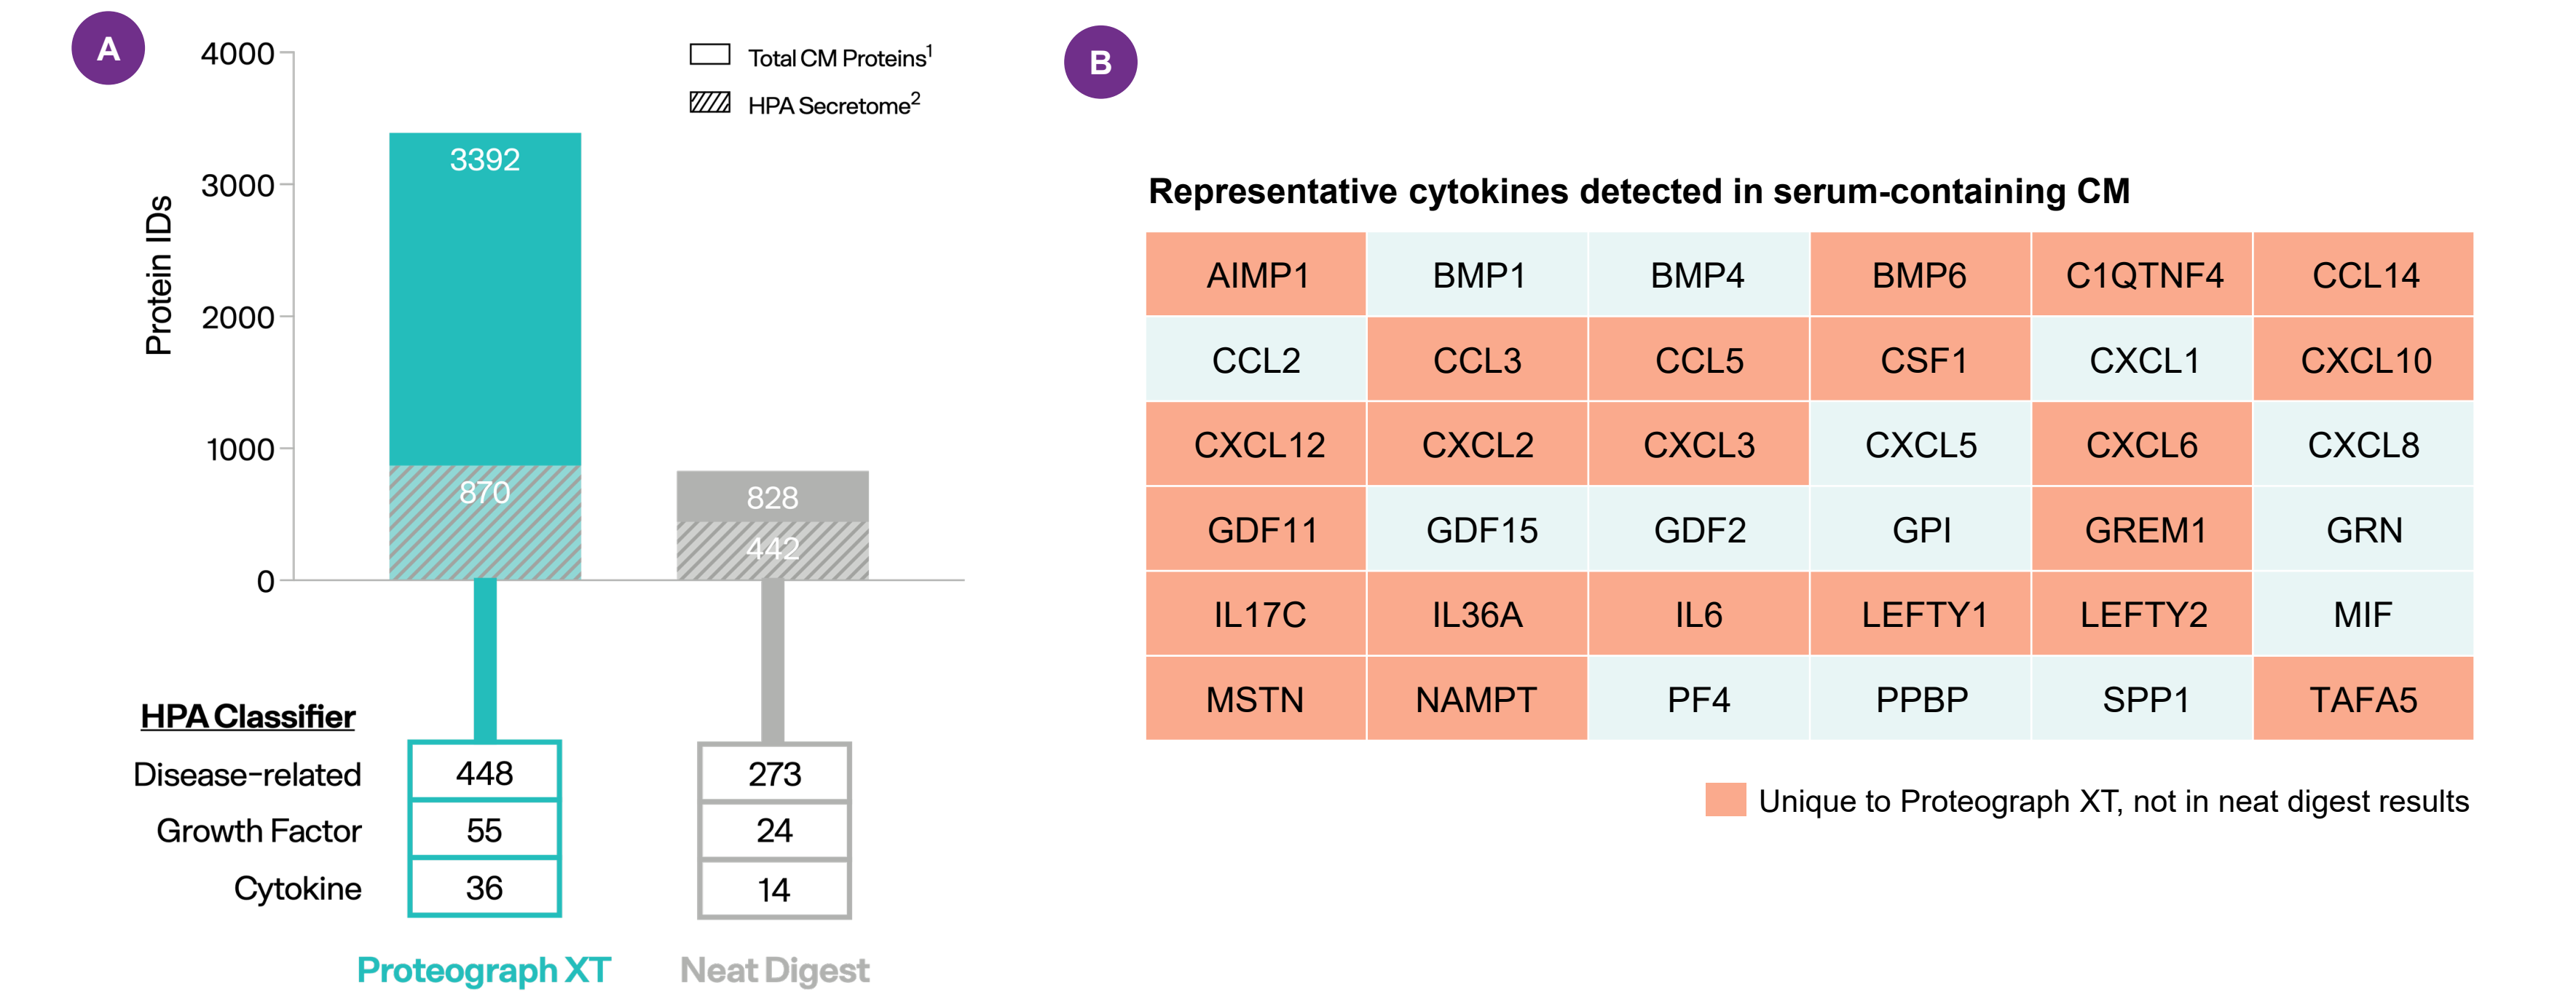 A
4000
3000
2000
1000
0
Protein IDs
Total CM Proteins1
HPA Secretome2
3392
870
828
442
HPA Classifier
Disease-related 448 273
Growth Factor 55 24
Cytokine 36 14
Proteograph XT Neat Digest
B
Representative cytokines detected in serum-containing CM
AIMP1 BMP1 BMP4 BMP6 C1QTNF4 CCL14
CCL2 CCL3 CCL5 CSF1 CXCL1 CXCL10
CXCL12 CXCL2 CXCL3 CXCL5 CXCL6 CXCL8
GDF11 GDF15 GDF2 GPI GREM1 GRN
IL17C IL36A IL6 LEFTY1 LEFTY2 MIF
MSTN NAMPT PF4 PPBP SPP1 TAFA5
Unique to Proteograph XT, not in neat digest results